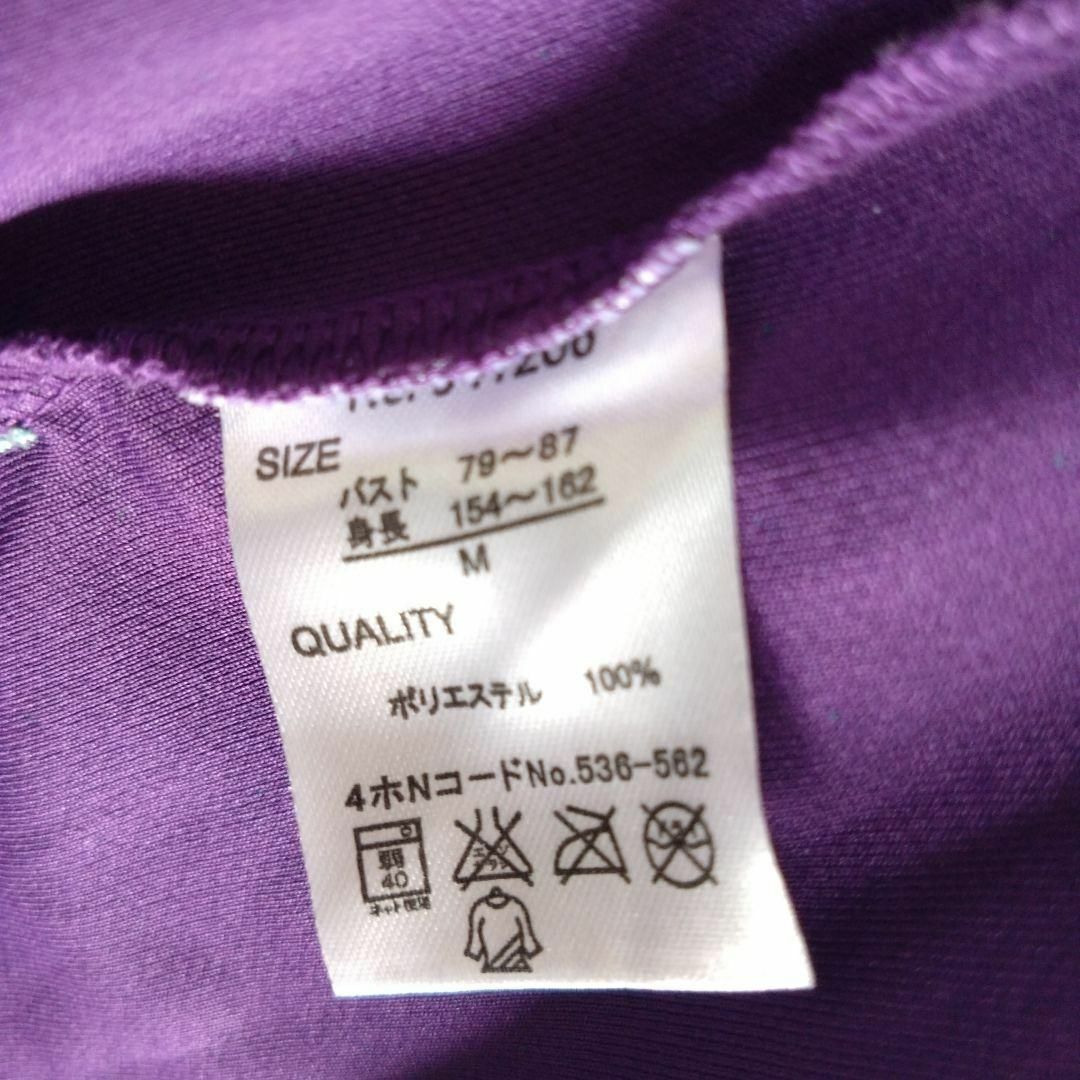 SIZE
バスト 79～87
身長 154～162
M
QUALITY
ポリエステル 100%
4ホNコードNo.536-562
弱
40
ネット使用